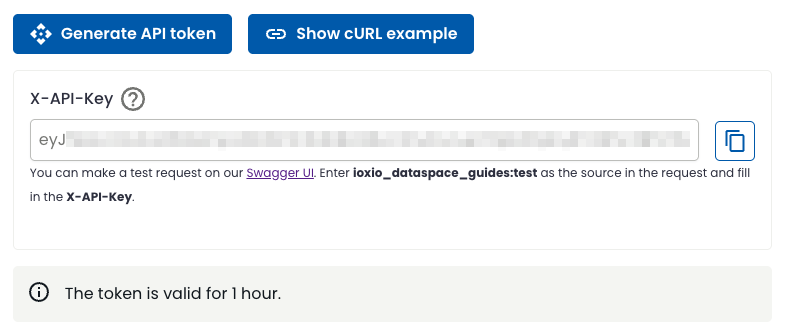 Generate API token
Show cURL example
X-API-Key
eyJ
You can make a test request on our Swagger UI. Enter ioxio_dataspace_guides:test as the source in the request and fill
in the X-API-Key.
The token is valid for 1 hour.